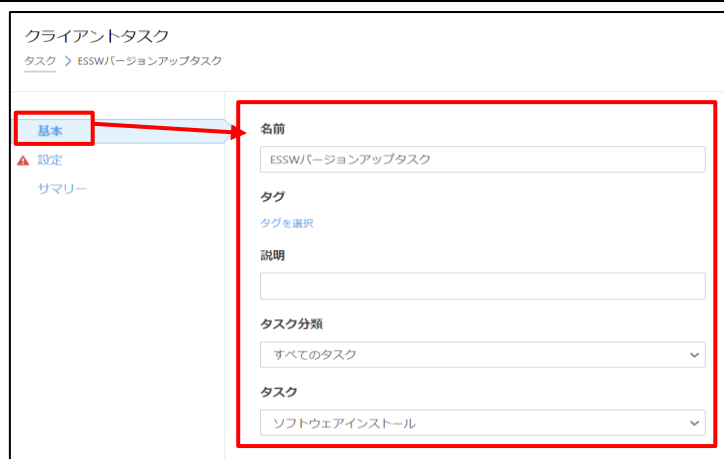 クライアントタスク
タスク > ESSWバージョンアップタスク
基本
設定
サマリー
名前
ESSWバージョンアップタスク
タグ
タグを選択
説明
タスク分類
すべてのタスク
タスク
ソフトウェアインストール